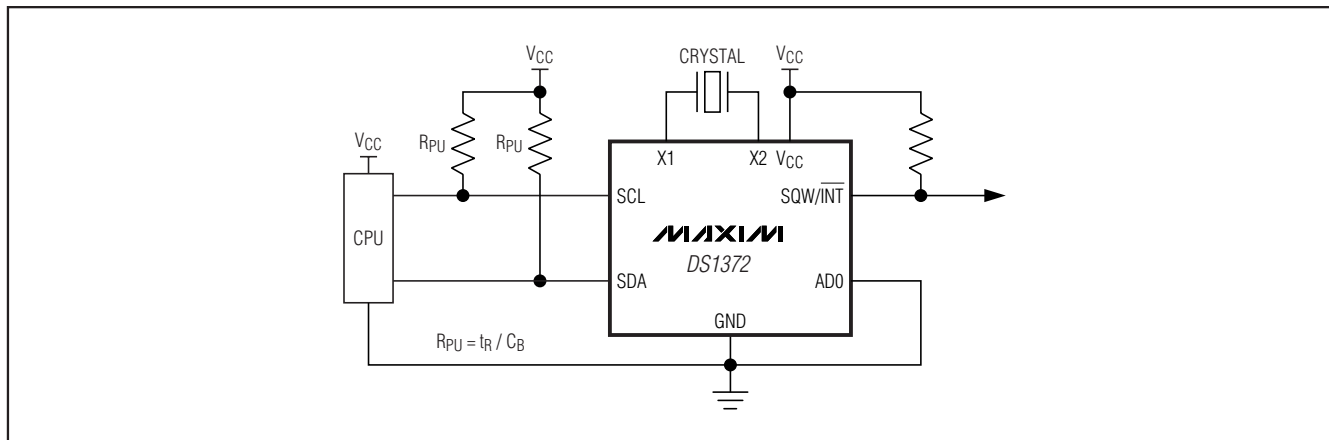 VCC
CRYSTAL
VCC
VCC
RPU
RPU
X1
X2
VCC
SCL
SQW/INT
CPU
MAXIM
DS1372
SDA
AD0
GND
RPU = tR / CB